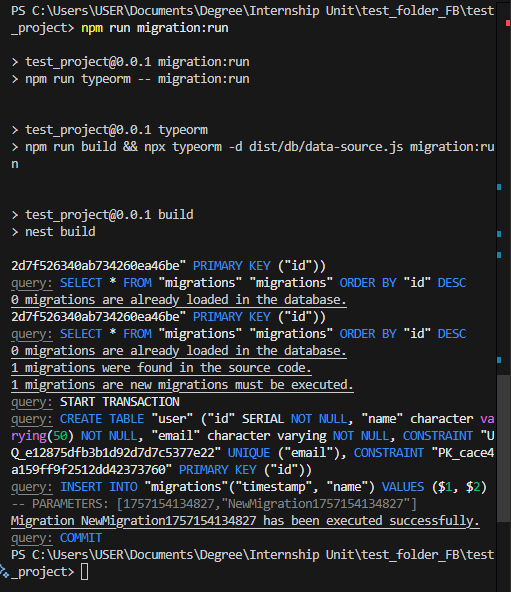 PS C:\Users\USER\Documents\Degree\Internship Unit\test_folder_FB\test
_project> npm run migration:run
> test_project@0.0.1 migration:run
> npm run typeorm -- migration:run
> test_project@0.0.1 typeorm
> npm run build && npx typeorm -d dist/db/data-source.js migration:ru
n
> test_project@0.0.1 build
> nest build
2d7f526340ab734260ea46be" PRIMARY KEY ("id"))
query: SELECT * FROM "migrations" "migrations" ORDER BY "id" DESC
0 migrations are already loaded in the database.
2d7f526340ab734260ea46be" PRIMARY KEY ("id"))
query: SELECT * FROM "migrations" "migrations" ORDER BY "id" DESC
0 migrations are already loaded in the database.
1 migrations were found in the source code.
1 migrations are new migrations must be executed.
query: START TRANSACTION
query: CREATE TABLE "user" ("id" SERIAL NOT NULL, "name" character va
rying(50) NOT NULL, "email" character varying NOT NULL, CONSTRAINT "U
Q_e12875dfb3b1d92d7d7c5377e22" UNIQUE ("email"), CONSTRAINT "PK_cace4
a159ff9f2512dd42373760" PRIMARY KEY ("id"))
query: INSERT INTO "migrations"("timestamp", "name") VALUES ($1, $2)
-- PARAMETERS: [1757154134827,"NewMigration1757154134827"]
Migration NewMigration1757154134827 has been executed successfully.
query: COMMIT
PS C:\Users\USER\Documents\Degree\Internship Unit\test_folder_FB\test
_project>